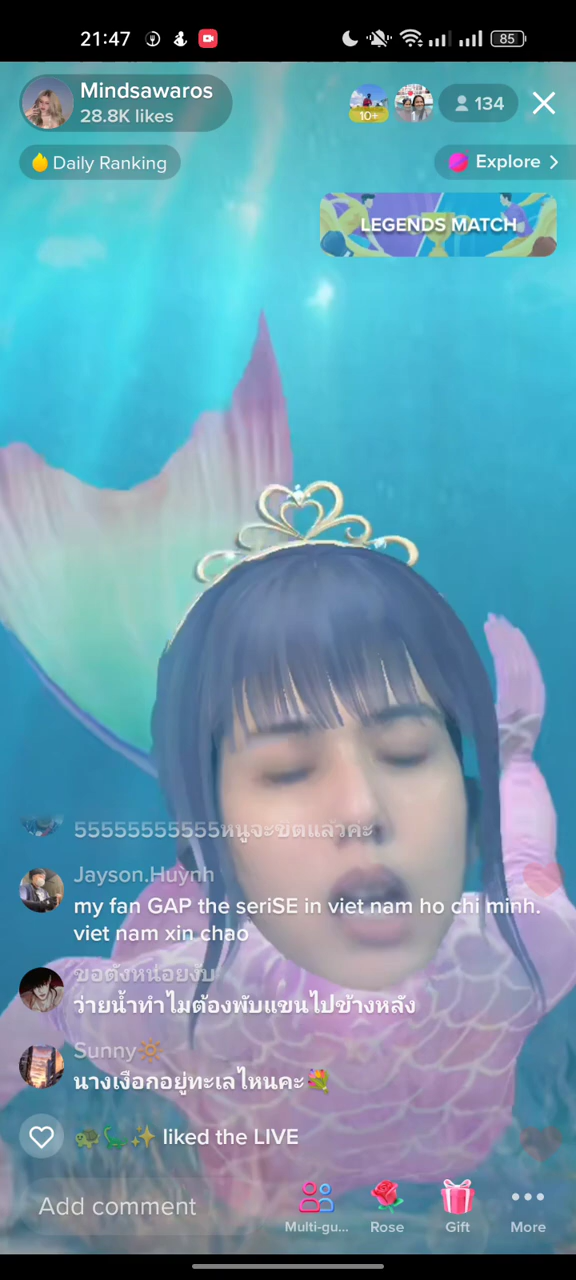 21:47
85
Mindsawaros
28.8K likes
10+
134
Daily Ranking
Explore
LEGENDS MATCH
55555555555หนูจะขิตแล้วค่ะ
Jayson.Huỳnh
my fan GAP the seriSE in viet nam ho chi minh.
viet nam xin chao
ขอดังหน่อยงับ
ว่ายน้ำทำไมต้องพับแขนไปข้างหลัง
Sunny🔆
นางเงือกอยู่ทะเลไหนคะ💐
🐢🦕✨ liked the LIVE
Add comment
Multi-gu...
Rose
Gift
More